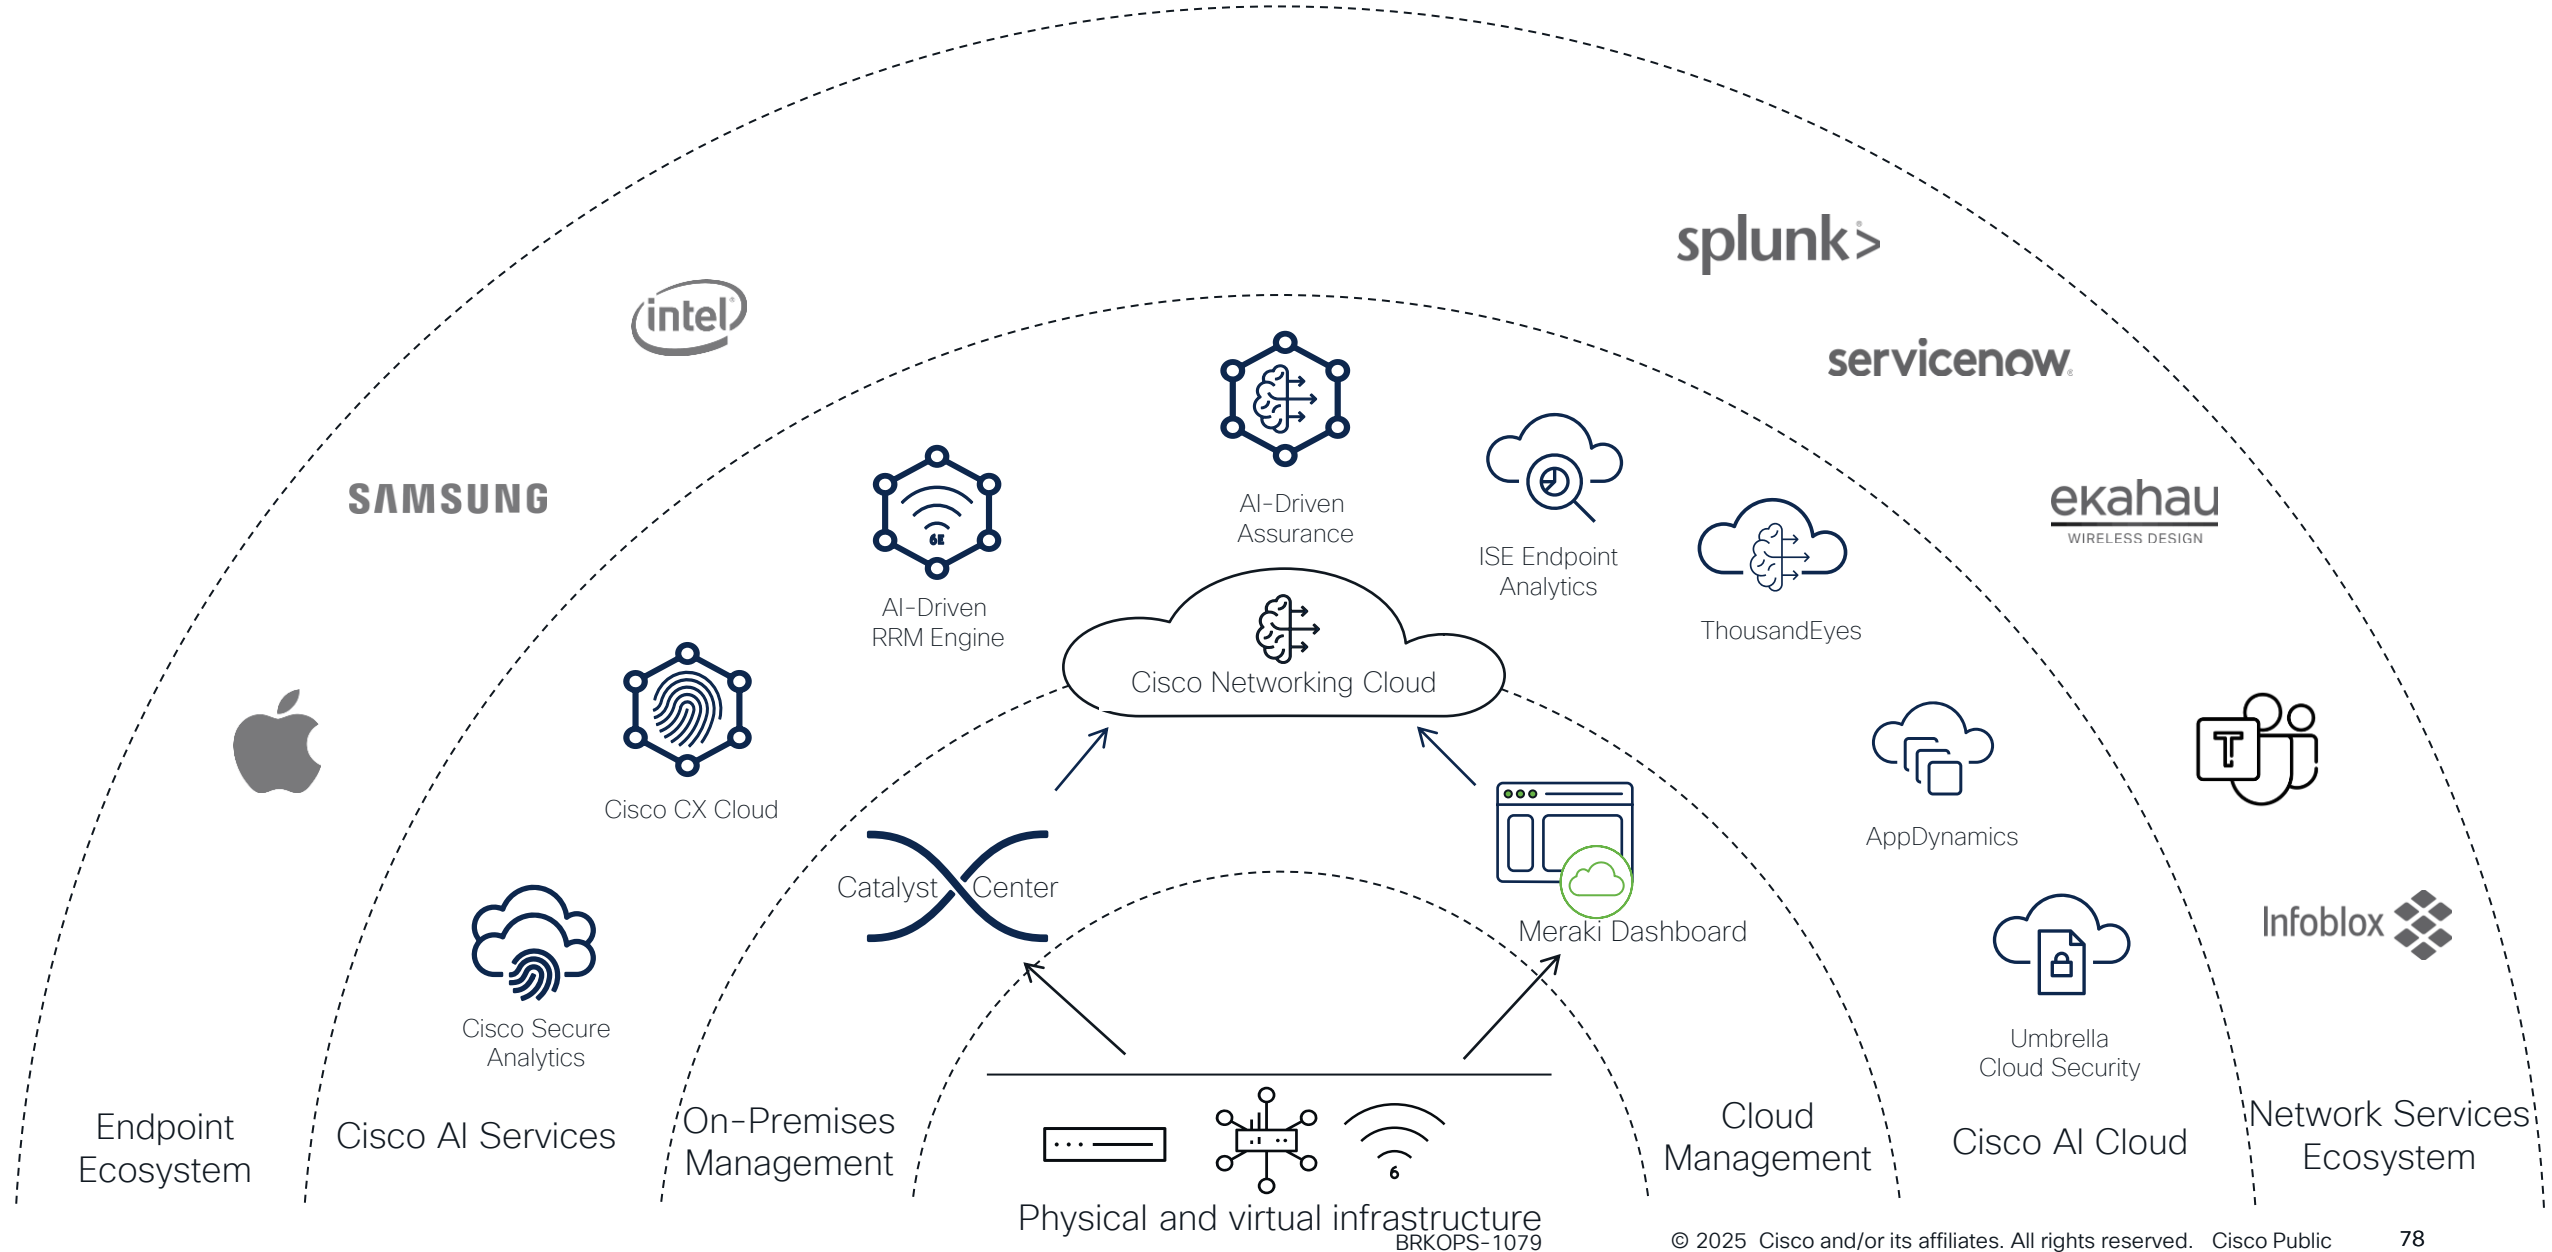 splunk>
intel
servicenow
SAMSUNG
ekahau
WIRELESS DESIGN
AI-Driven
Assurance
6E
AI-Driven
RRM Engine
ISE Endpoint
Analytics
ThousandEyes
Cisco Networking Cloud
Cisco CX Cloud
T
AppDynamics
Catalyst Center
Meraki Dashboard
Infoblox
Cisco Secure
Analytics
Umbrella
Cloud Security
Endpoint
Ecosystem
Cisco AI Services
On-Premises
Management
6
Physical and virtual infrastructure
Cloud
Management
Cisco AI Cloud
Network Services
Ecosystem
BRKOPS-1079
© 2025 Cisco and/or its affiliates. All rights reserved. Cisco Public 78